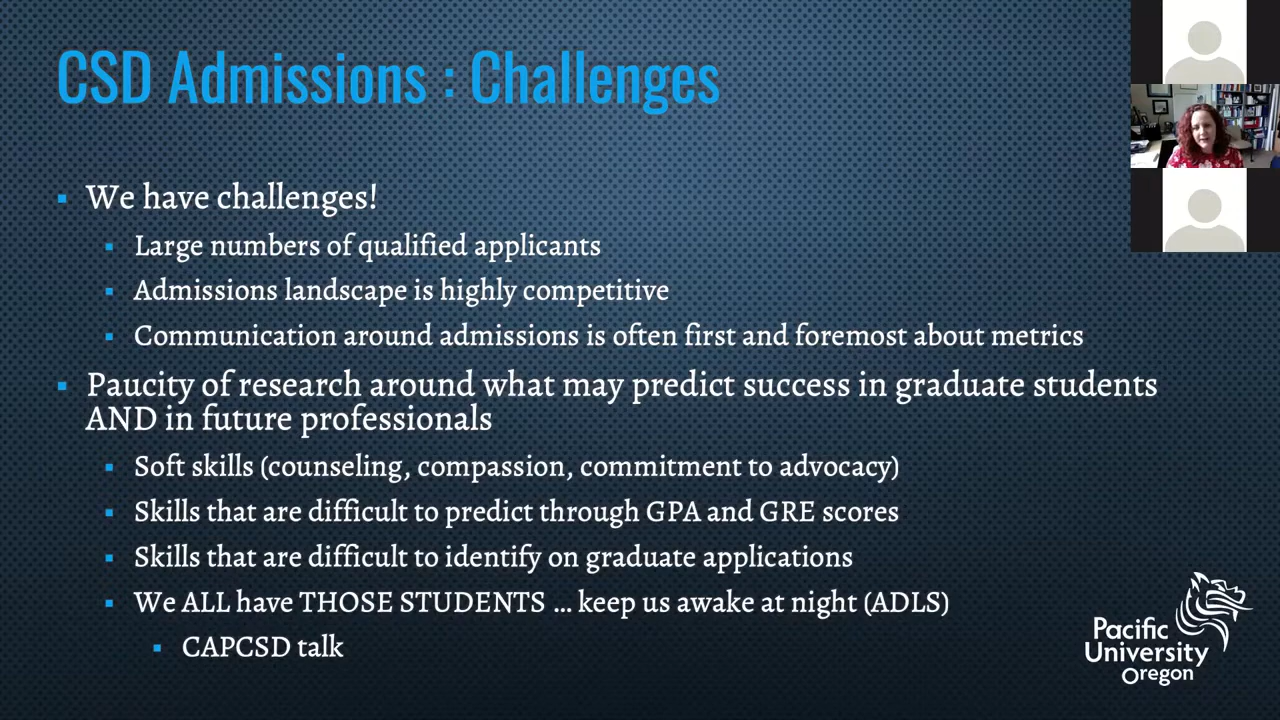 CSD Admissions : Challenges
We have challenges!
Large numbers of qualified applicants
Admissions landscape is highly competitive
Communication around admissions is often first and foremost about metrics
Paucity of research around what may predict success in graduate students
AND in future professionals
Soft skills (counseling, compassion, commitment to advocacy)
Skills that are difficult to predict through GPA and GRE scores
Skills that are difficult to identify on graduate applications
We ALL have THOSE STUDENTS ... keep us awake at night (ADLS)
CAPCSD talk
Pacific
University
Oregon